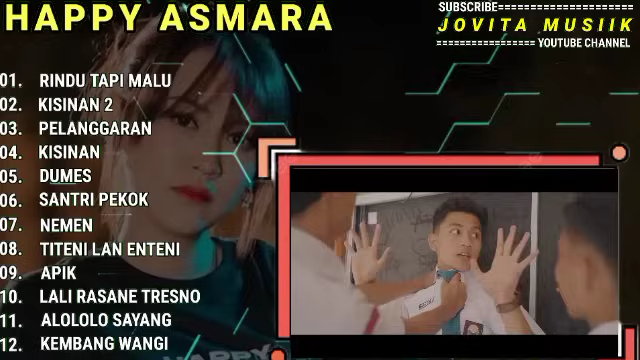 HAPPY ASMARA
SUBSCRIBE======================
JOVITA MUSIIK
================ YOUTUBE CHANNEL
01. RINDU TAPI MALU
02. KISINAN 2
03. PELANGGARAN
04. KISINAN
05. DUMES
06. SANTRI PEKOK
07. NEMEN
08. TITENI LAN ENTENI
09. APIK
10. LALI RASANE TRESNO
11. ALOLOLO SAYANG
12. KEMBANG WANGI
HAPPY